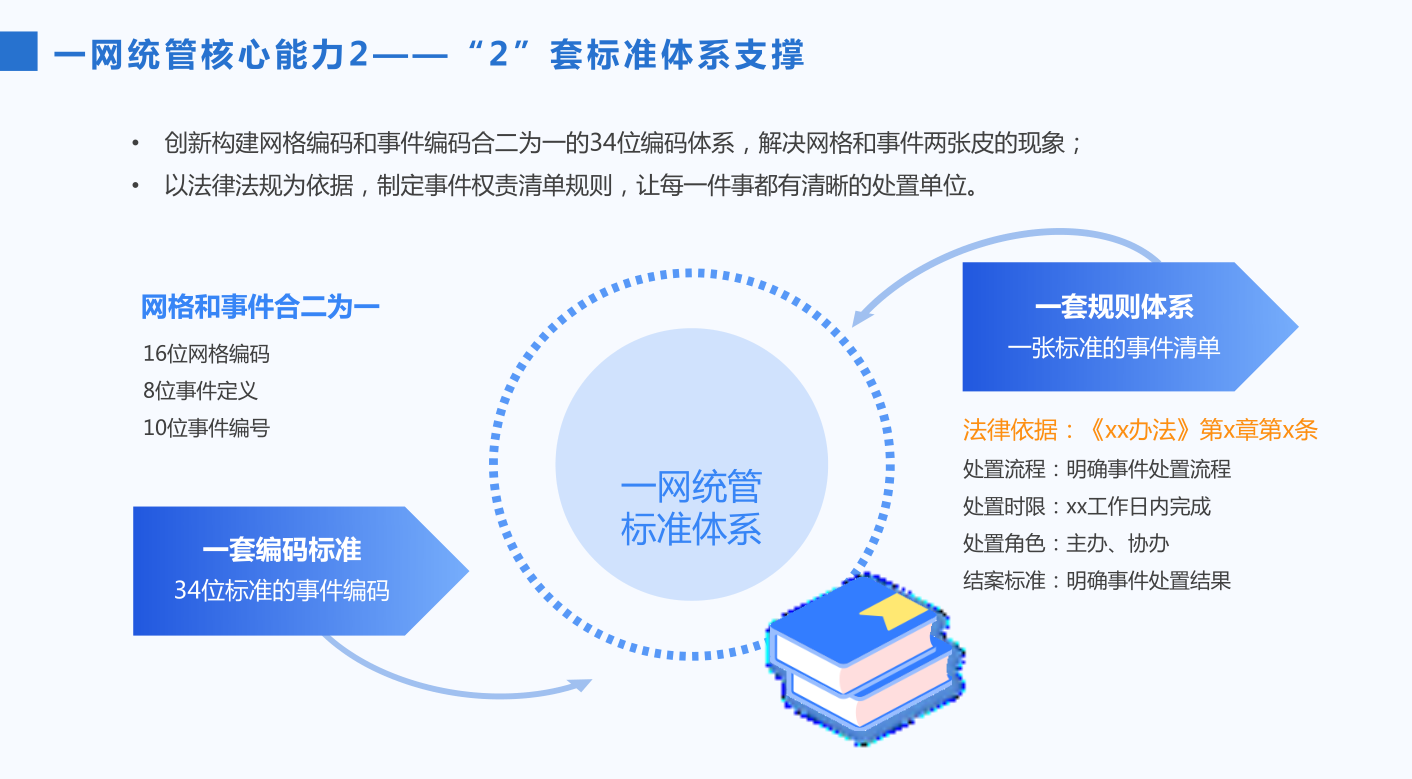 一网统管核心能力2——“2”套标准体系支撑
• 创新构建网格编码和事件编码合二为一的34位编码体系，解决网格和事件两张皮的现象；
• 以法律法规为依据，制定事件权责清单规则，让每一件事都有清晰的处置单位。
网格和事件合二为一
16位网格编码
8位事件定义
10位事件编号
一套编码标准
34位标准的事件编码
一网统管
标准体系
一套规则体系
一张标准的事件清单
法律依据：《xx办法》第x章第x条
处置流程：明确事件处置流程
处置时限：xx工作日内完成
处置角色：主办、协办
结案标准：明确事件处置结果